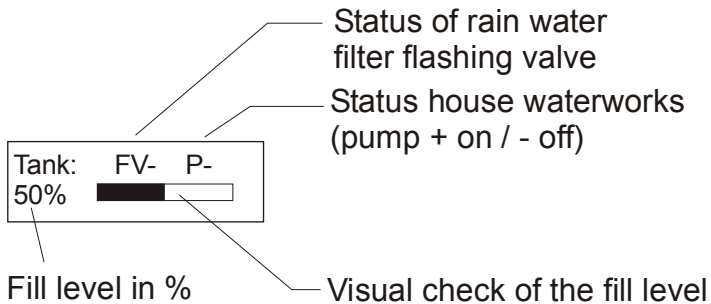 Status of rain water
filter flashing valve
Status house waterworks
(pump + on / - off)
Tank: FV- P-
50%
Fill level in %
Visual check of the fill level